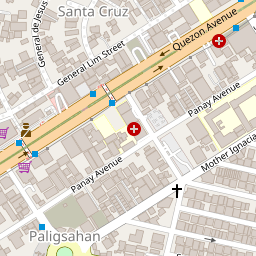 Santa Cruz
General de Jesus
General Lim Street
Quezon Avenue
Panay Avenue
Mother Ignacia
Panay Avenue
Paligsahan